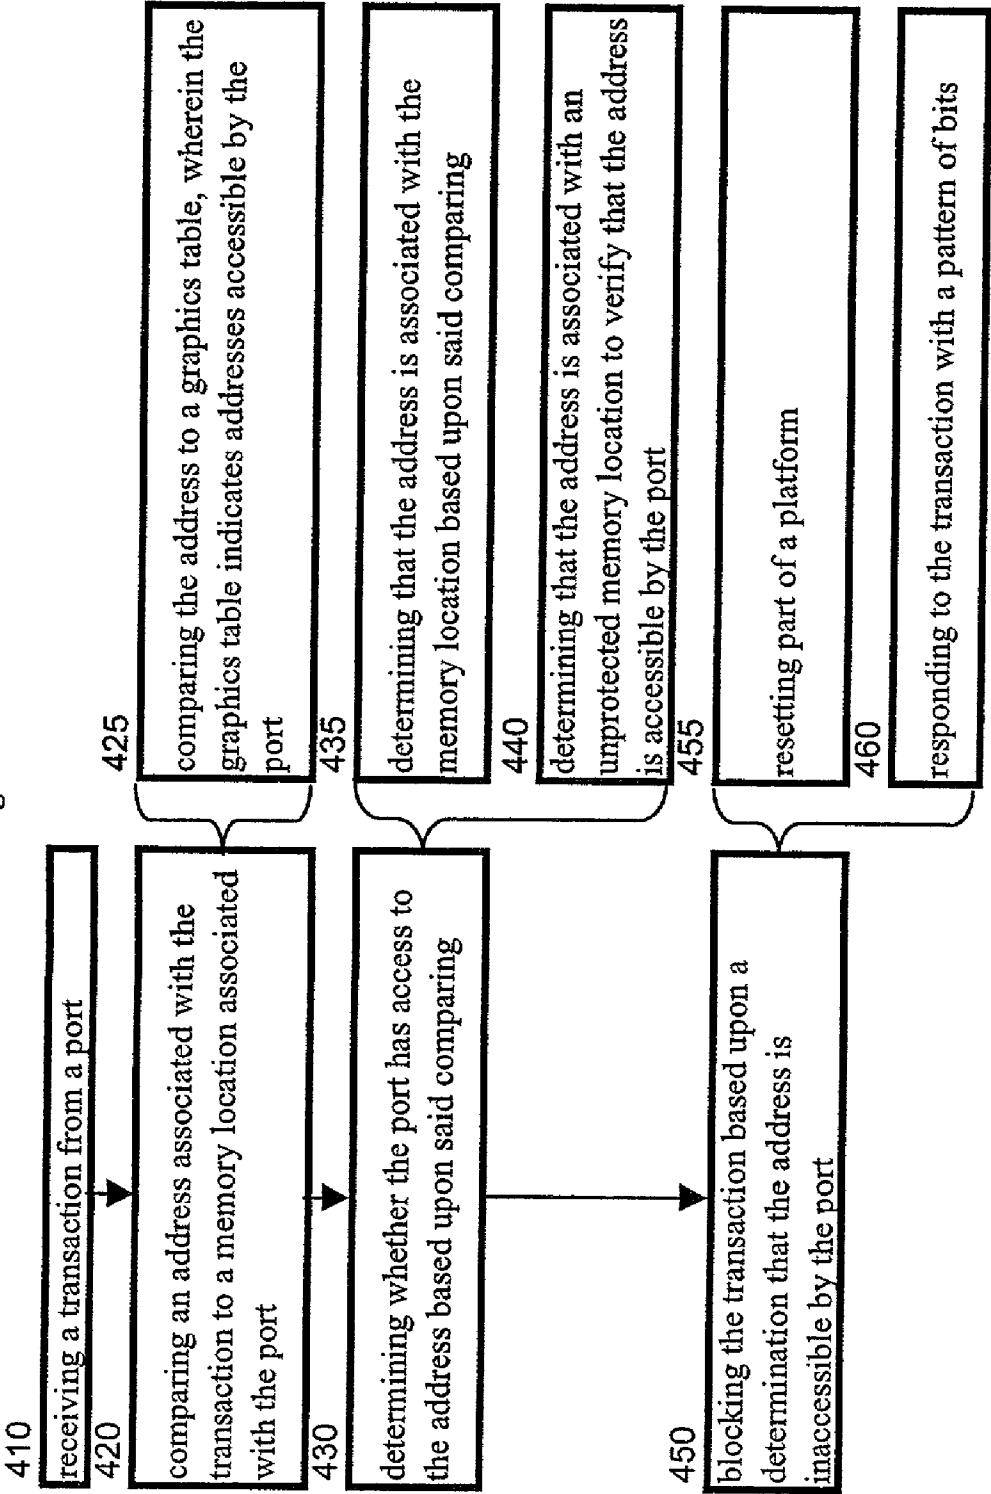 410
receiving a transaction from a port
420
comparing an address associated with the
transaction to a memory location associated
with the port
425
comparing the address to a graphics table, wherein the
graphics table indicates addresses accessible by the
port
430
determining whether the port has access to
the address based upon said comparing
435
determining that the address is associated with the
memory location based upon said comparing
440
determining that the address is associated with an
unprotected memory location to verify that the address
is accessible by the port
450
blocking the transaction based upon a
determination that the address is
inaccessible by the port
455
resetting part of a platform
460
responding to the transaction with a pattern of bits